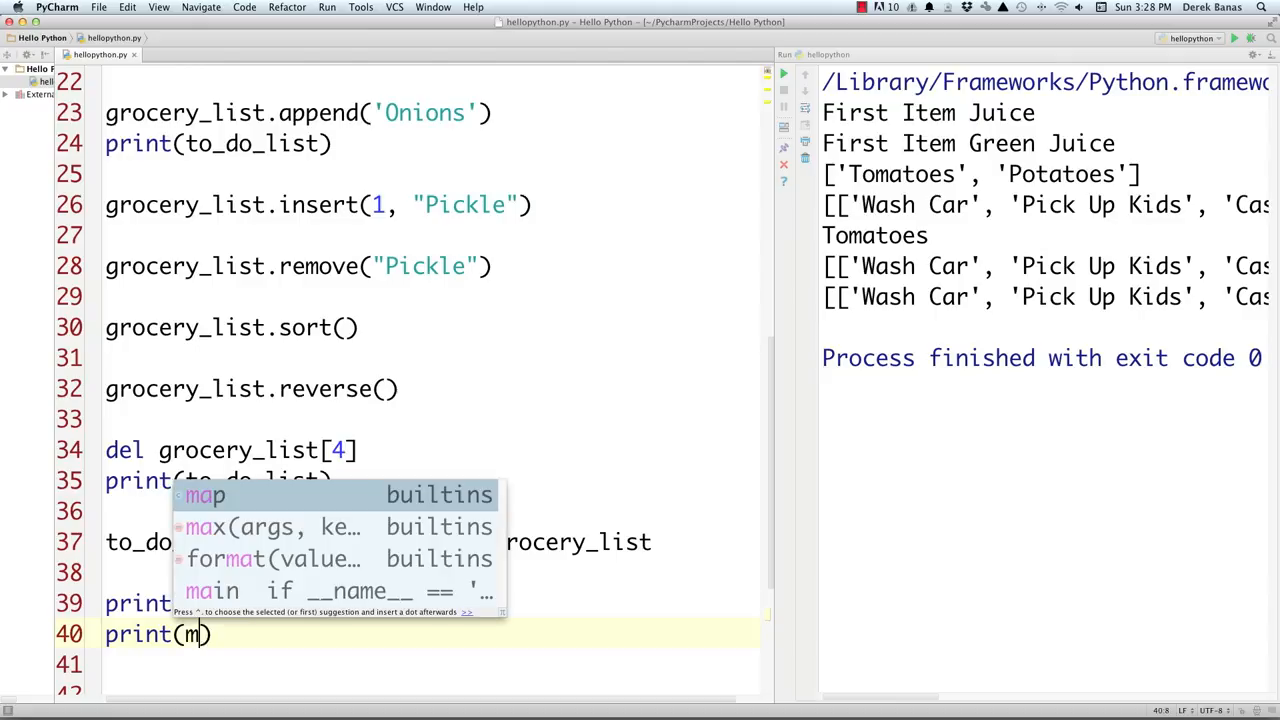 PyCharm File Edit View Navigate Code Refactor Run Tools VCS Window Help 10 Sun 3:28 PM Derek Banas
hellopython.py - [~/PycharmProjects/Hello Python]
Hello Python hellopython.py hellopython
hellopython.py Run hellopython
Hello P
hell
Externa
22
23 grocery_list.append('Onions')
24 print(to_do_list)
25
26 grocery_list.insert(1, "Pickle")
27
28 grocery_list.remove("Pickle")
29
30 grocery_list.sort()
31
32 grocery_list.reverse()
33
34 del grocery_list[4]
35 print(to_do_list)
36
37 to_do rocery_list
38
39 print
40 print(m)
41
42
map builtins
max(args, ke… builtins
format(value… builtins
main if __name__ == '…
Press ^. to choose the selected (or first) suggestion and insert a dot afterwards >>
/Library/Frameworks/Python.framewo
First Item Juice
First Item Green Juice
['Tomatoes', 'Potatoes']
[['Wash Car', 'Pick Up Kids', 'Cas
Tomatoes
[['Wash Car', 'Pick Up Kids', 'Cas
[['Wash Car', 'Pick Up Kids', 'Cas
Process finished with exit code 0
40:8 LF UTF-8